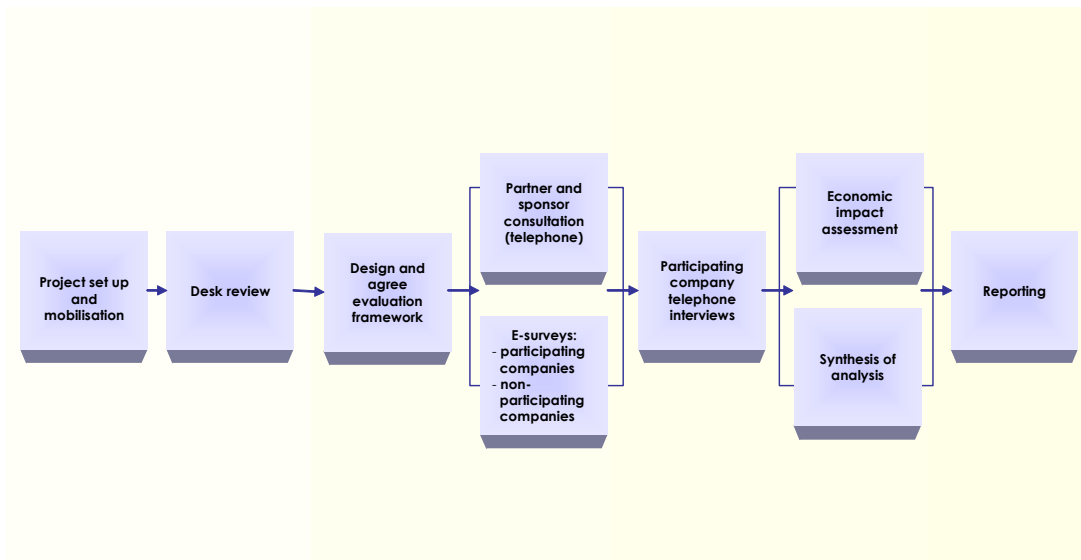 Project set up
and
mobilisation
Desk review
Design and
agree
evaluation
framework
Partner and
sponsor
consultation
(telephone)
E-surveys:
- participating
companies
- non-
participating
companies
Participating
company
telephone
interviews
Economic
impact
assessment
Synthesis of
analysis
Reporting